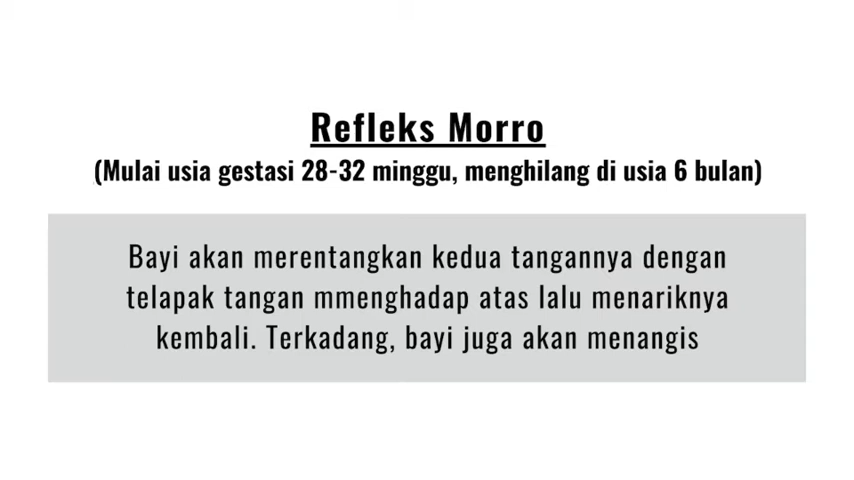 Refleks Morro
(Mulai usia gestasi 28-32 minggu, menghilang di usia 6 bulan)
Bayi akan merentangkan kedua tangannya dengan
telapak tangan mmenghadap atas lalu menariknya
kembali. Terkadang, bayi juga akan menangis